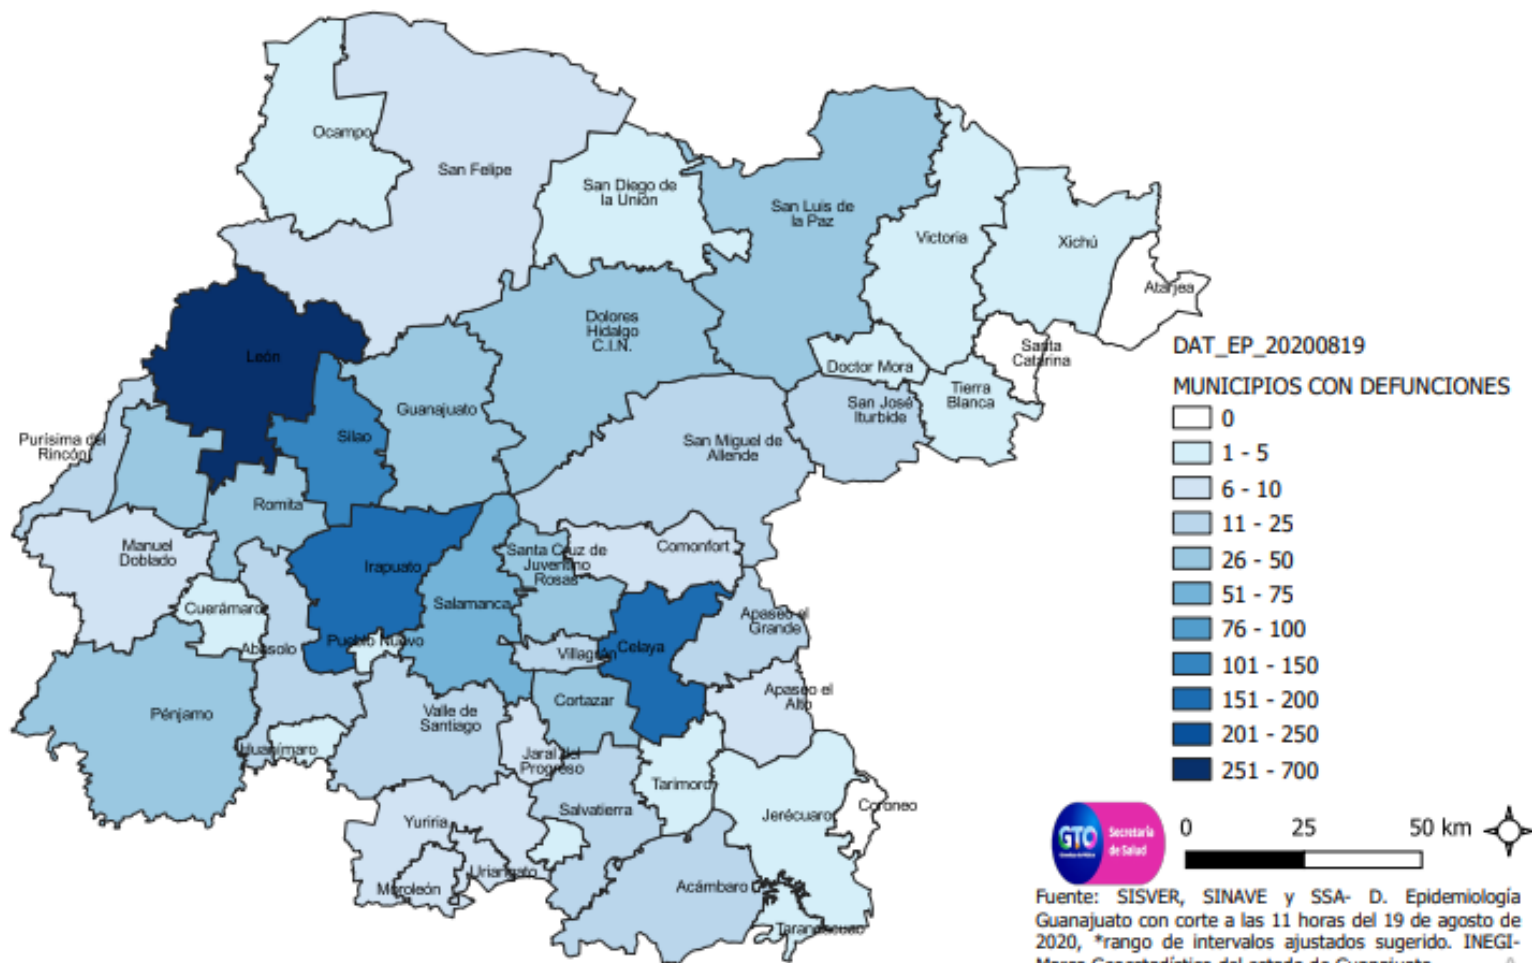 Ocampo
San Felipe
San Diego de
la Unión
San Luis de
la Paz
Victoria
Xichú
Atarjea
León
Dolores
Hidalgo
C.I.N.
Guanajuato
Silao
Doctor Mora
Santa
Catarina
Tierra
Blanca
San José
Iturbide
San Miguel de
Allende
Purísima del
Rincón
Romita
Manuel
Doblado
Irapuato
Santa Cruz de
Juventino
Rosas
Comonfort
Salamanca
Cuerámaro
Pueblo Nuevo
Abasolo
Villagrán
Celaya
Apaseo el
Grande
Apaseo el
Alto
Pénjamo
Valle de
Santiago
Cortazar
Huanímaro
Jaral del
Progreso
Tarimoro
Salvatierra
Jerécuaro
Coroneo
Yuriria
Uriangato
Moroleón
Acámbaro
Tarandacuao
DAT_EP_20200819
MUNICIPIOS CON DEFUNCIONES
0
1 - 5
6 - 10
11 - 25
26 - 50
51 - 75
76 - 100
101 - 150
151 - 200
201 - 250
251 - 700
GTO
Secretaría
de Salud
0 25 50 km
Fuente: SISVER, SINAVE y SSA- D. Epidemiología
Guanajuato con corte a las 11 horas del 19 de agosto de
2020, *rango de intervalos ajustados sugerido. INEGI-
Marco Geoestadístico del estado de Guanajuato